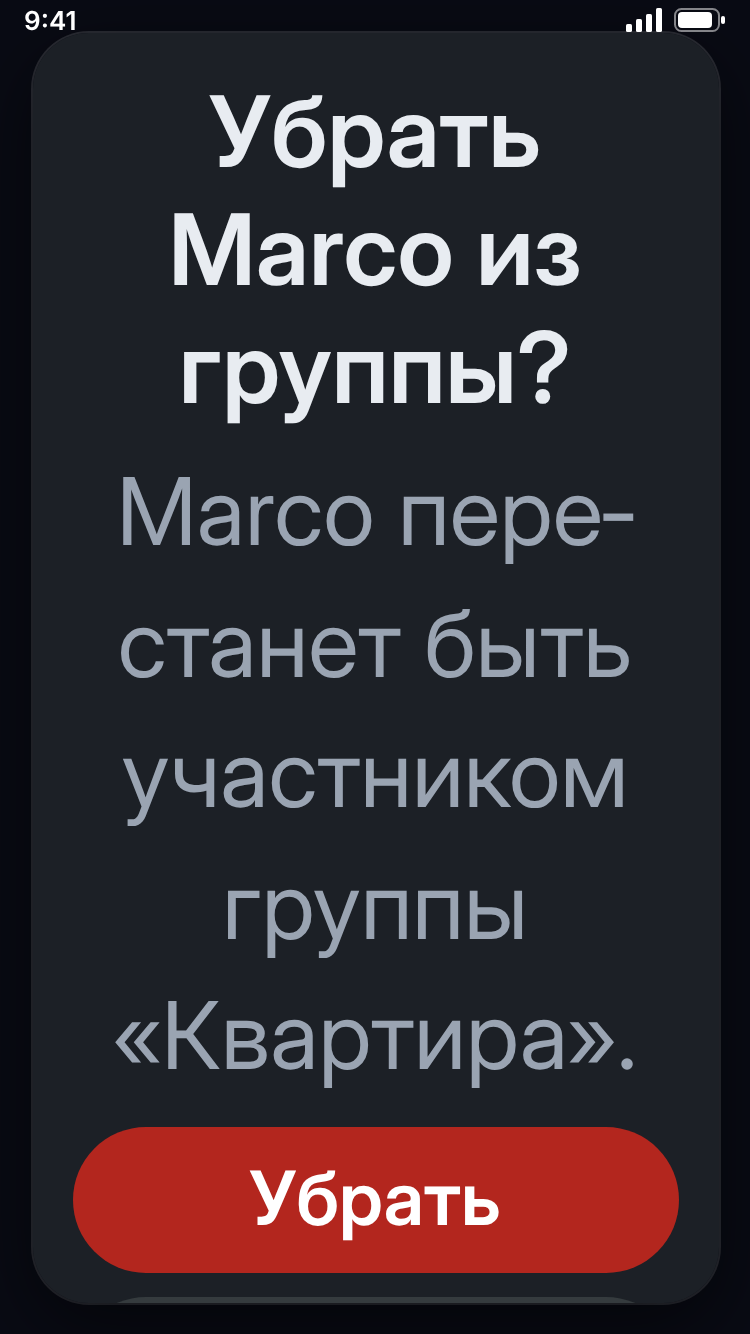 9:41
Убрать
Marco из
группы?
Marco пере-
станет быть
участником
группы
«Квартира».
Убрать